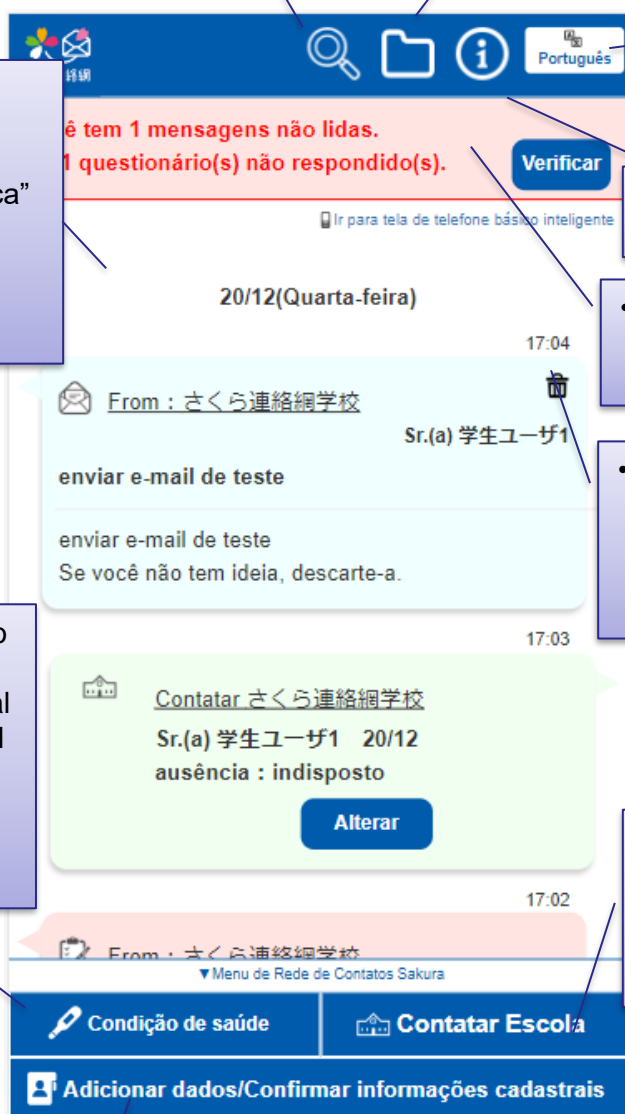 Português
絡網
ê tem 1 mensagens não lidas.
1 questionário(s) não respondido(s).
Verificar
ca”
Ir para tela de telefone básico inteligente
20/12(Quarta-feira)
17:04
From : さくら連絡網学校
Sr.(a) 学生ユーザ1
enviar e-mail de teste
enviar e-mail de teste
Se você não tem ideia, descarte-a.
17:03
Contatar さくら連絡網学校
Sr.(a) 学生ユーザ1 20/12
ausência : indisposto
Alterar
17:02
From : さくら連絡網学校
▼Menu de Rede de Contatos Sakura
Condição de saúde
Contatar Escola
Adicionar dados/Confirmar informações cadastrais